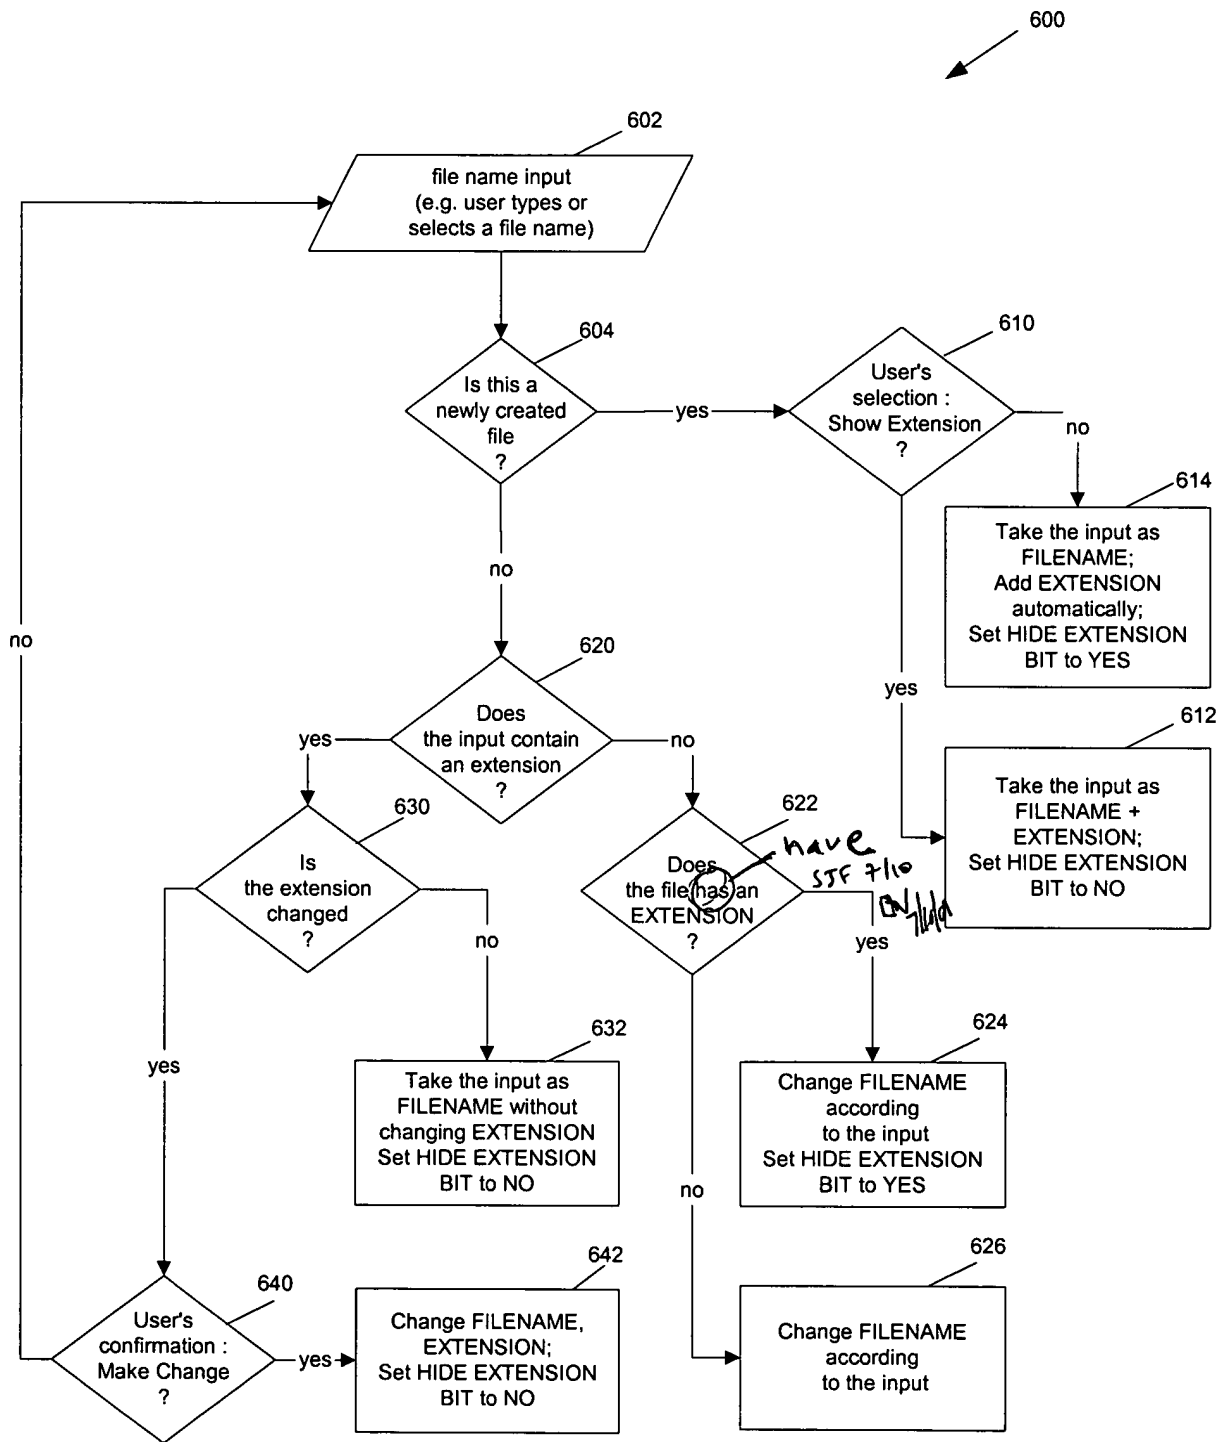 600
602
file name input
(e.g. user types or
selects a file name)
604
Is this a
newly created
file
?
yes
610
User's
selection :
Show Extension
?
no
614
Take the input as
FILENAME;
Add EXTENSION
automatically;
Set HIDE EXTENSION
BIT to YES
yes
612
Take the input as
FILENAME +
EXTENSION;
Set HIDE EXTENSION
BIT to NO
no
no
620
Does
the input contain
an extension
?
yes
no
630
Is
the extension
changed
?
622
Does
the file has an
EXTENSION
?
have
SJF 7/10
yes
no
yes
632
Take the input as
FILENAME without
changing EXTENSION
Set HIDE EXTENSION
BIT to NO
624
Change FILENAME
according
to the input
Set HIDE EXTENSION
BIT to YES
no
640
User's
confirmation :
Make Change
?
yes
642
Change FILENAME,
EXTENSION;
Set HIDE EXTENSION
BIT to NO
626
Change FILENAME
according
to the input